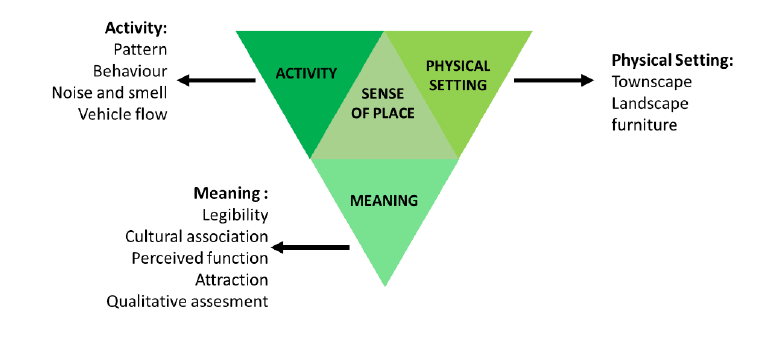 Activity:
Pattern
Behaviour
Noise and smell
Vehicle flow
ACTIVITY
PHYSICAL
SETTING
SENSE
OF PLACE
MEANING
Physical Setting:
Townscape
Landscape
furniture
Meaning :
Legibility
Cultural association
Perceived function
Attraction
Qualitative assesment